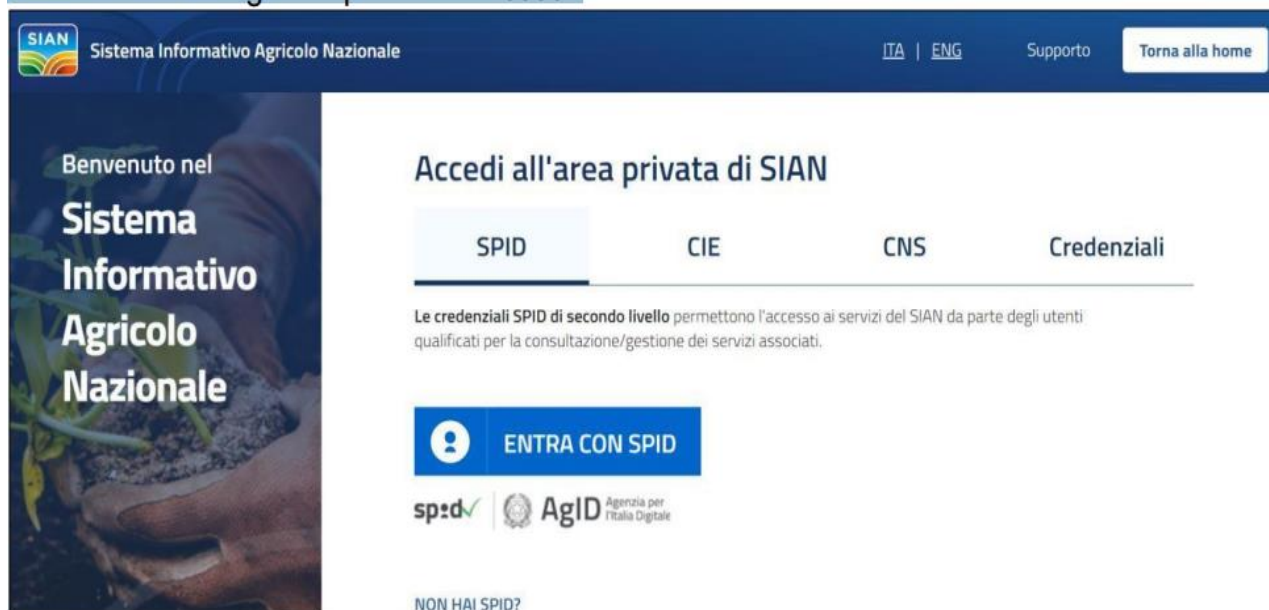 SIAN
Sistema Informativo Agricolo Nazionale
ITA | ENG
Supporto
Torna alla home
Benvenuto nel
Sistema
Informativo
Agricolo
Nazionale
Accedi all'area privata di SIAN
SPID
CIE
CNS
Credenziali
Le credenziali SPID di secondo livello permettono l'accesso ai servizi del SIAN da parte degli utenti
qualificati per la consultazione/gestione dei servizi associati.
ENTRA CON SPID
spid
AgID
Agenzia per
l'Italia Digitale
NON HAI SPID?